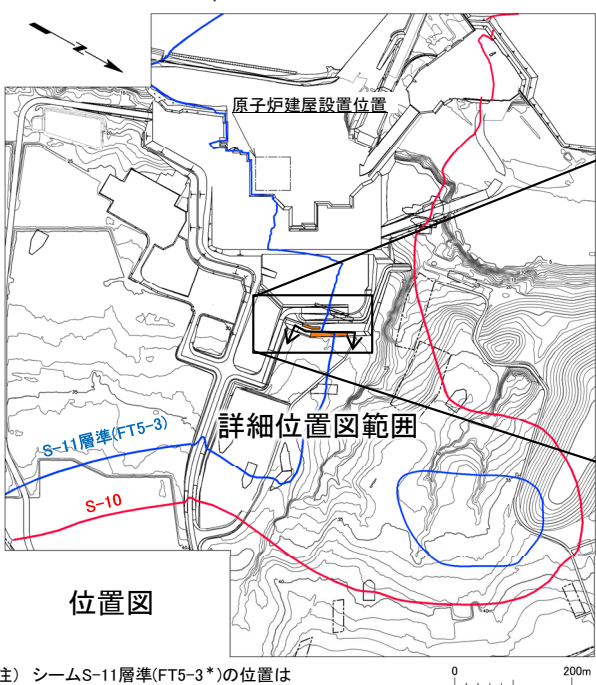 N
原子炉建屋設置位置
詳細位置図範囲
S-11層準(FT5-3)
S-10
位置図
注） シームS-11層準(FT5-3＊)の位置は
0 200m